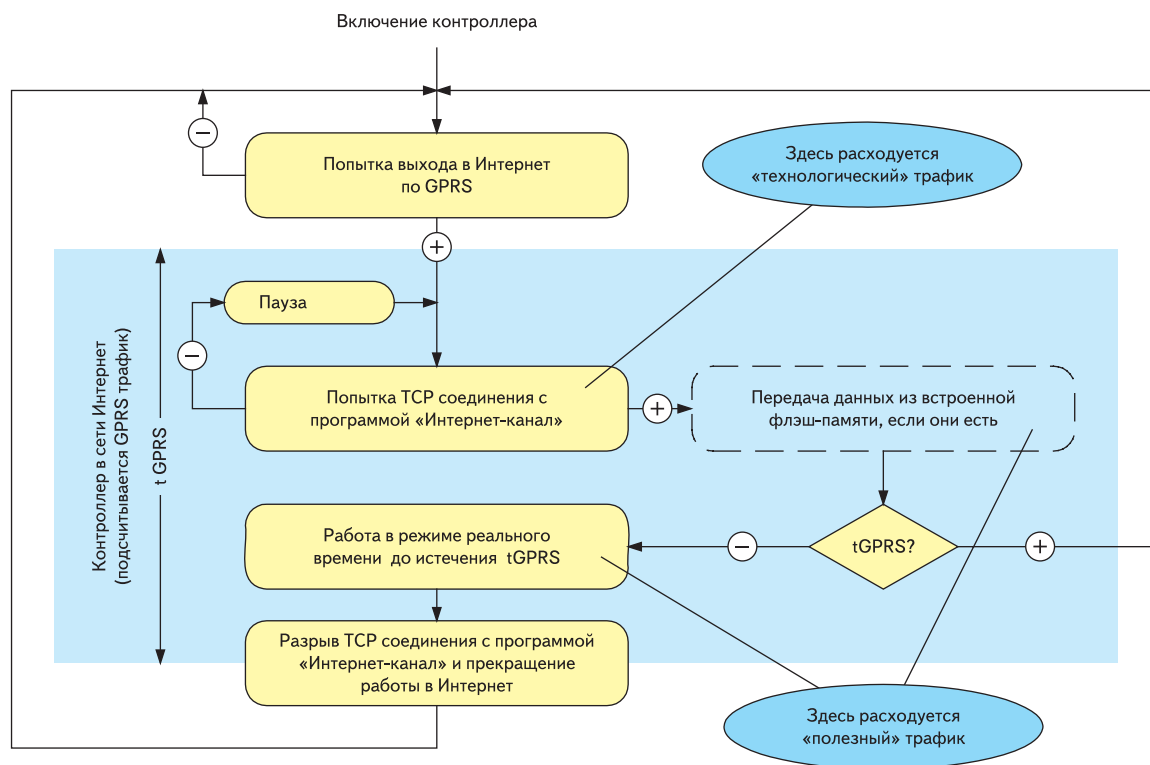 Включение контроллера
−
Попытка выхода в Интернет
по GPRS
Здесь расходуется
«технологический» трафик
+
Пауза
−
Контроллер в сети Интернет
(подсчитывается GPRS трафик)
t GPRS
Попытка TCP соединения с
программой «Интернет-канал»
+
Передача данных из встроенной
флэш-памяти, если они есть
Работа в режиме реального
времени до истечения tGPRS
−
tGPRS?
+
Разрыв TCP соединения с программой
«Интернет-канал» и прекращение
работы в Интернет
Здесь расходуется
«полезный» трафик